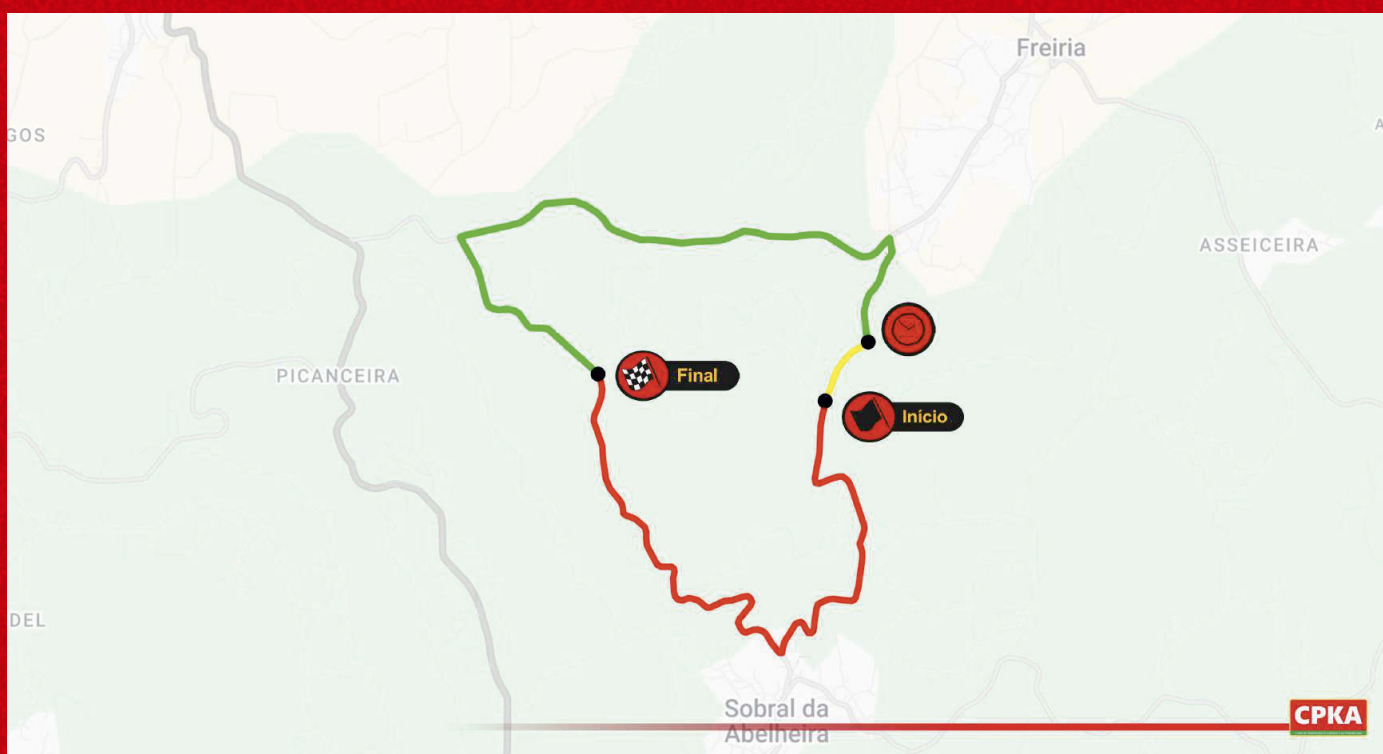 Freiria
GOS
ASSEICEIRA
PICANCEIRA
Final
Início
DEL
Sobral da
Abelheira
CPKA